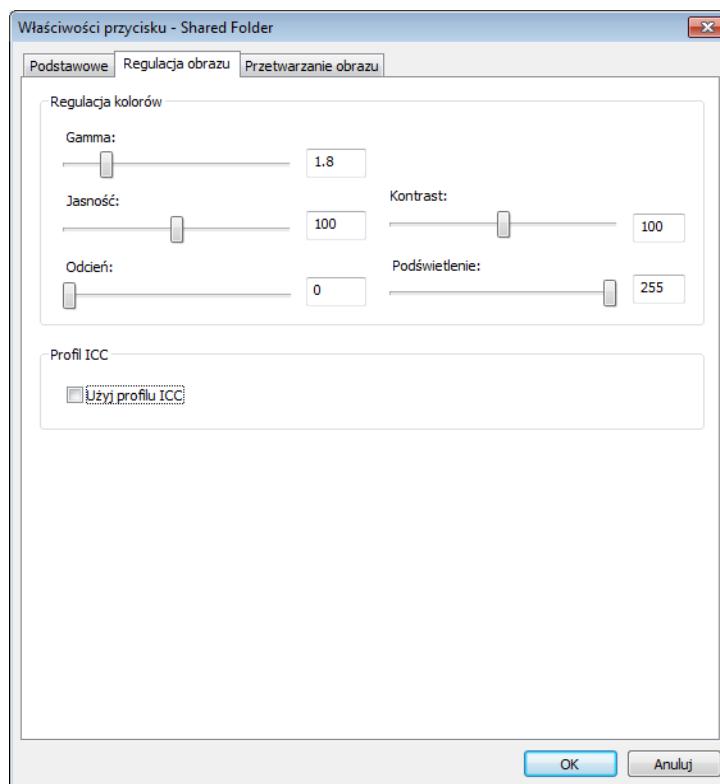 Właściwości przycisku - Shared Folder
Podstawowe Regulacja obrazu Przetwarzanie obrazu
Regulacja kolorów
Gamma:
1.8
Jasność: Kontrast:
100 100
Odcień: Podświetlenie:
0 255
Profil ICC
Użyj profilu ICC
OK Anuluj